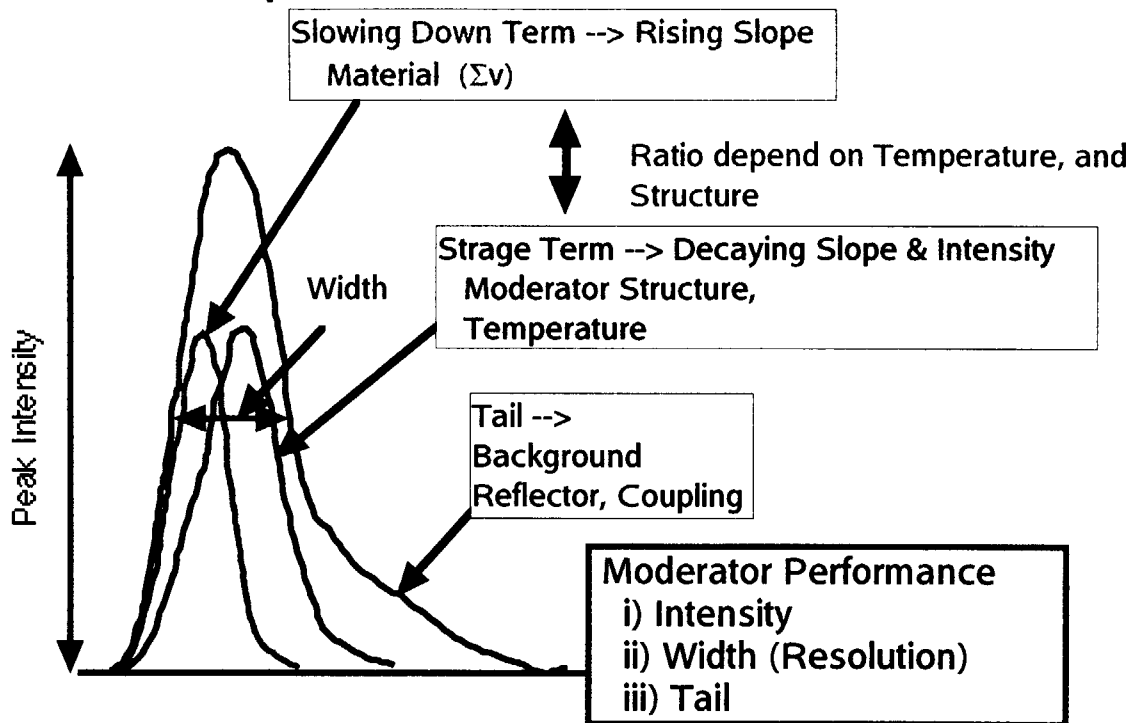 Slowing Down Term --> Rising Slope
Material (Σv)
Ratio depend on Temperature, and
Structure
Strage Term --> Decaying Slope & Intensity
Moderator Structure,
Temperature
Width
Peak Intensity
Tail -->
Background
Reflector, Coupling
Moderator Performance
i) Intensity
ii) Width (Resolution)
iii) Tail